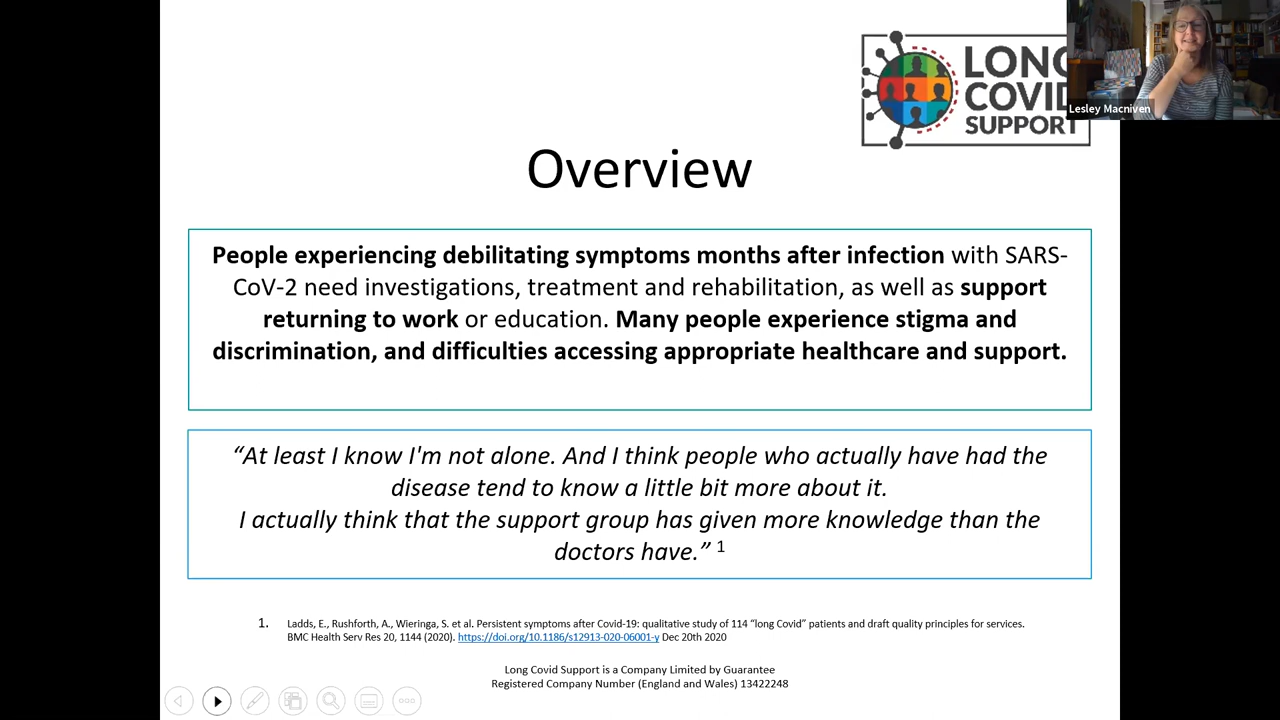 LONG
COVID
SUPPORT
Lesley Macniven
Overview
People experiencing debilitating symptoms months after infection with SARS-
CoV-2 need investigations, treatment and rehabilitation, as well as support
returning to work or education. Many people experience stigma and
discrimination, and difficulties accessing appropriate healthcare and support.
“At least I know I'm not alone. And I think people who actually have had the
disease tend to know a little bit more about it.
I actually think that the support group has given more knowledge than the
doctors have.” 1
1. Ladds, E., Rushforth, A., Wieringa, S. et al. Persistent symptoms after Covid-19: qualitative study of 114 “long Covid” patients and draft quality principles for services.
BMC Health Serv Res 20, 1144 (2020). https://doi.org/10.1186/s12913-020-06001-y Dec 20th 2020
Long Covid Support is a Company Limited by Guarantee
Registered Company Number (England and Wales) 13422248